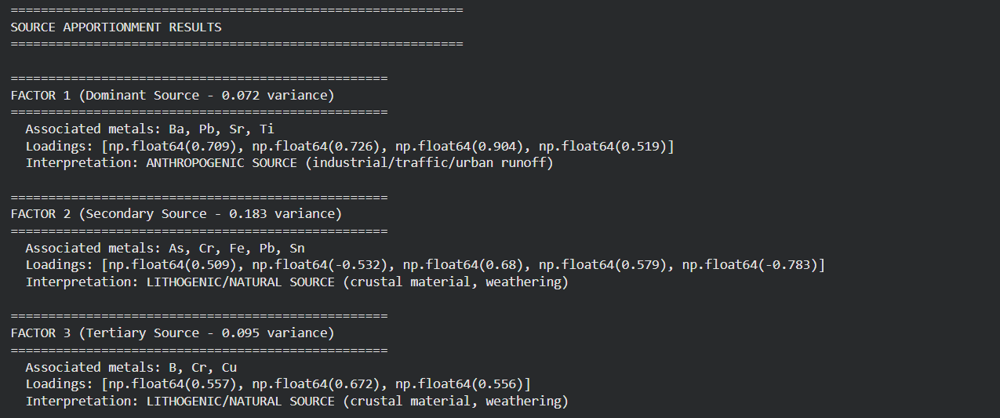 ============================================================
SOURCE APPORTIONMENT RESULTS
============================================================
==================================================
FACTOR 1 (Dominant Source - 0.072 variance)
==================================================
Associated metals: Ba, Pb, Sr, Ti
Loadings: [np.float64(0.709), np.float64(0.726), np.float64(0.904), np.float64(0.519)]
Interpretation: ANTHROPOGENIC SOURCE (industrial/traffic/urban runoff)
==================================================
FACTOR 2 (Secondary Source - 0.183 variance)
==================================================
Associated metals: As, Cr, Fe, Pb, Sn
Loadings: [np.float64(0.509), np.float64(-0.532), np.float64(0.68), np.float64(0.579), np.float64(-0.783)]
Interpretation: LITHOGENIC/NATURAL SOURCE (crustal material, weathering)
==================================================
FACTOR 3 (Tertiary Source - 0.095 variance)
==================================================
Associated metals: B, Cr, Cu
Loadings: [np.float64(0.557), np.float64(0.672), np.float64(0.556)]
Interpretation: LITHOGENIC/NATURAL SOURCE (crustal material, weathering)